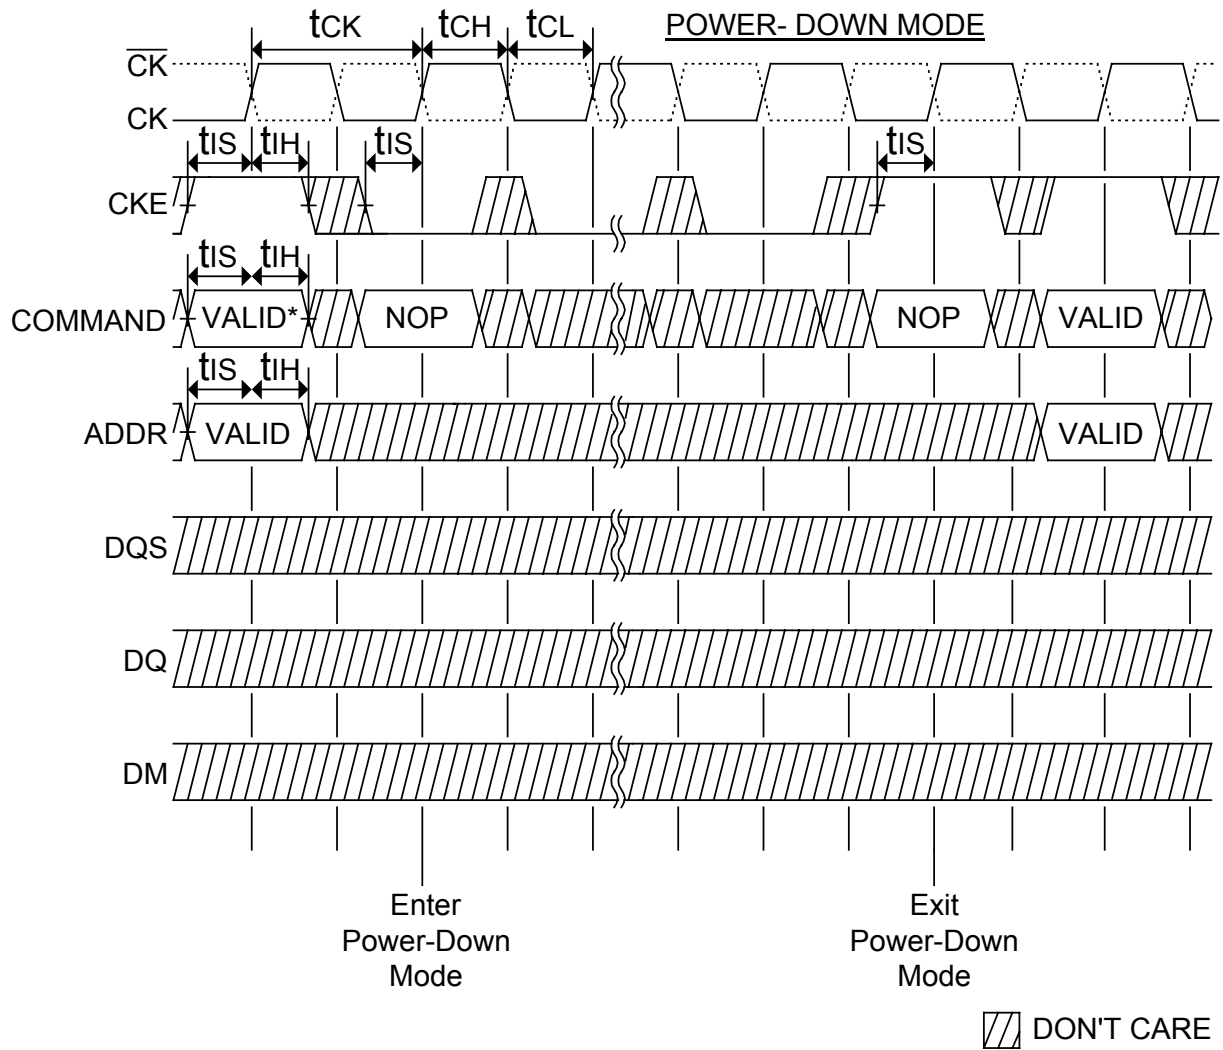 tCK tCH tCL POWER- DOWN MODE
C̅K̅
CK
tIS tIH tIS tIS
CKE
tIS tIH
COMMAND VALID* NOP NOP VALID
tIS tIH
ADDR VALID VALID
DQS
DQ
DM
Enter
Power-Down
Mode
Exit
Power-Down
Mode
DON'T CARE